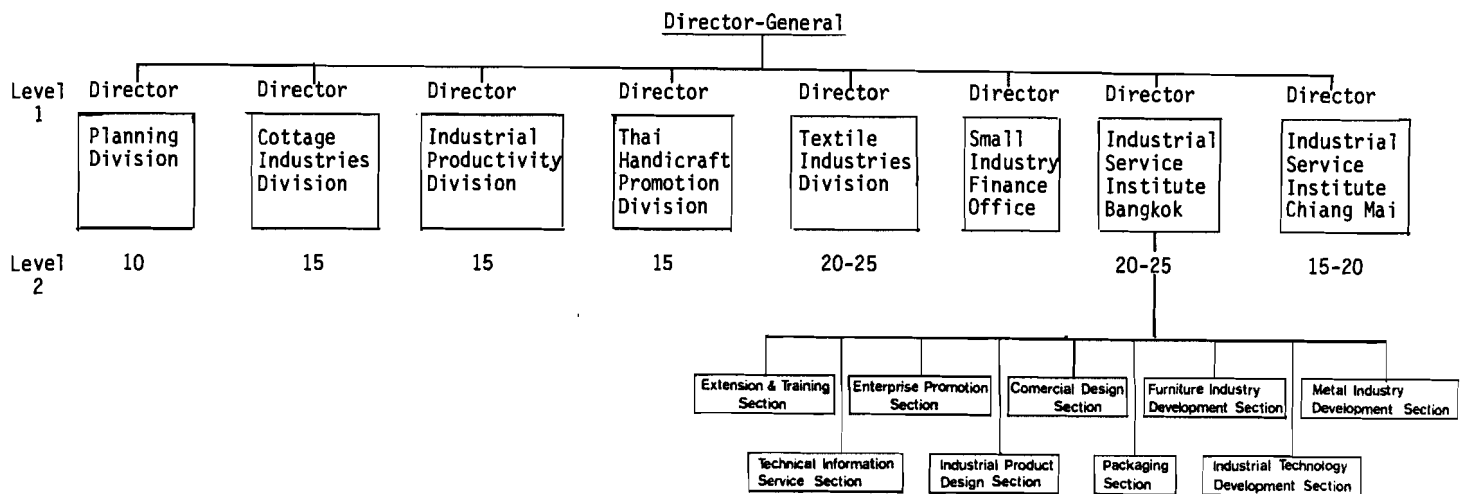 Director-General
Level 1
Director
Planning
Division
Director
Cottage
Industries
Division
Director
Industrial
Productivity
Division
Director
Thai
Handicraft
Promotion
Division
Director
Textile
Industries
Division
Director
Small
Industry
Finance
Office
Director
Industrial
Service
Institute
Bangkok
Director
Industrial
Service
Institute
Chiang Mai
Level 2
10
15
15
15
20-25
20-25
15-20
Extension & Training
Section
Enterprise Promotion
Section
Comercial Design
Section
Furniture Industry
Development Section
Metal Industry
Development Section
Technical Information
Service Section
Industrial Product
Design Section
Packaging
Section
Industrial Technology
Development Section